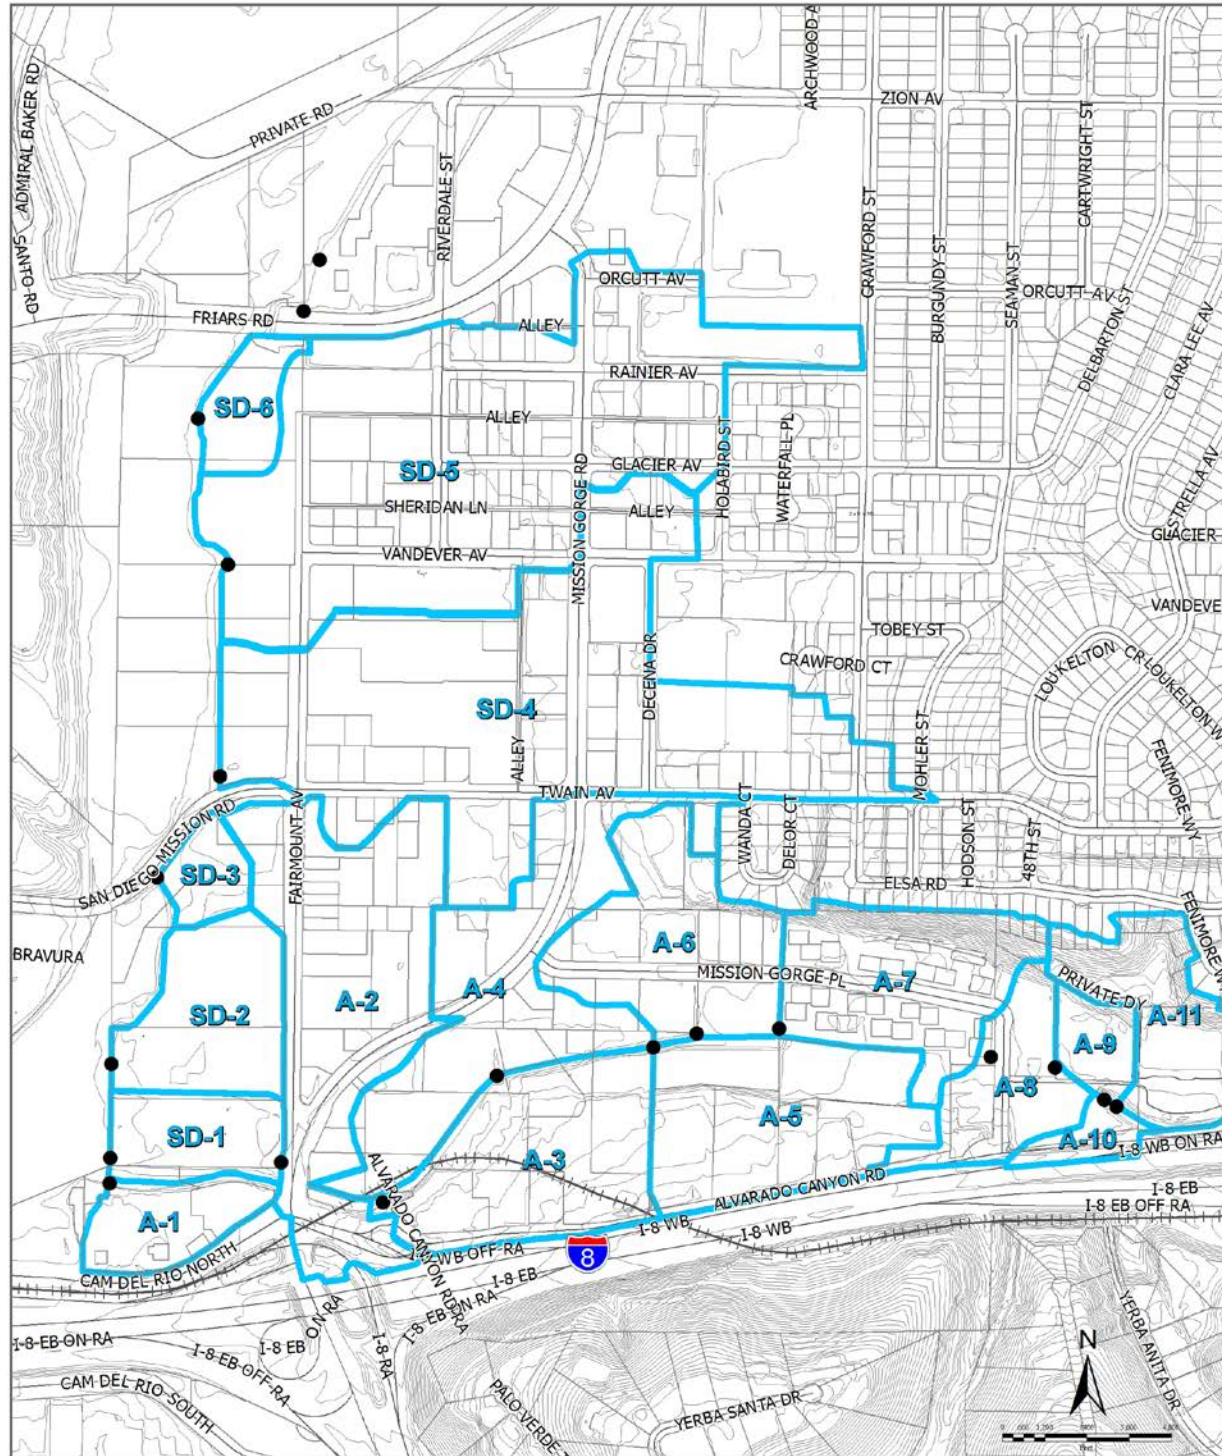 ADMIRAL BAKER RD
SANTO RD
PRIVATE RD
RIVERDALE ST
ZION AV
CRAWFORD ST
BURGUNDY ST
SEAMAN ST
CARTWRIGHT ST
ORCUTT AV
ORCUTT AV
DELBARTON ST
CLARA LEE AV
ESTRELLA AV
FRIARS RD
ALLEY
RAINIER AV
SD-6
ALLEY
SD-5
GLACIER AV
HOLABIRD ST
WATERFALL PL
SHERIDAN LN
ALLEY
MISSION GORGE RD
VANDEVER AV
GLACIER
VANDEVE
TOBEY ST
CRAWFORD CT
LOUKELTON CR
LOUKELTON W
DECENA DR
SD-4
ALLEY
MOHLER ST
FENIMORE WY
TWAIN AV
SAN DIEGO MISSION RD
FAIRMOUNT AV
WANDA CT
DELOR CT
HODSON ST
48TH ST
SD-3
ELSA RD
FENIMORE W
BRAVURA
A-6
MISSION GORGE PL
A-7
PRIVATE DY
A-2
A-4
SD-2
A-11
A-9
A-8
A-5
SD-1
A-10
I-8 WB ON RA
A-3
ALVARADO CANYON RD
I-8 EB
I-8 EB OFF RA
A-1
ALVARADO CANYON RD RA
I-8 WB
I-8 WB
CAM DEL RIO NORTH
I-8 WB OFF RA
8
I-8 EB
I-8 EB ON RA
ON RA
I-8 EB ON RA
I-8 EB
I-8 RA
I-8 EB OFF RA
CAM DEL RIO SOUTH
PALO VERDE
YERBA SANTA DR
YERBA ANITA DR
N